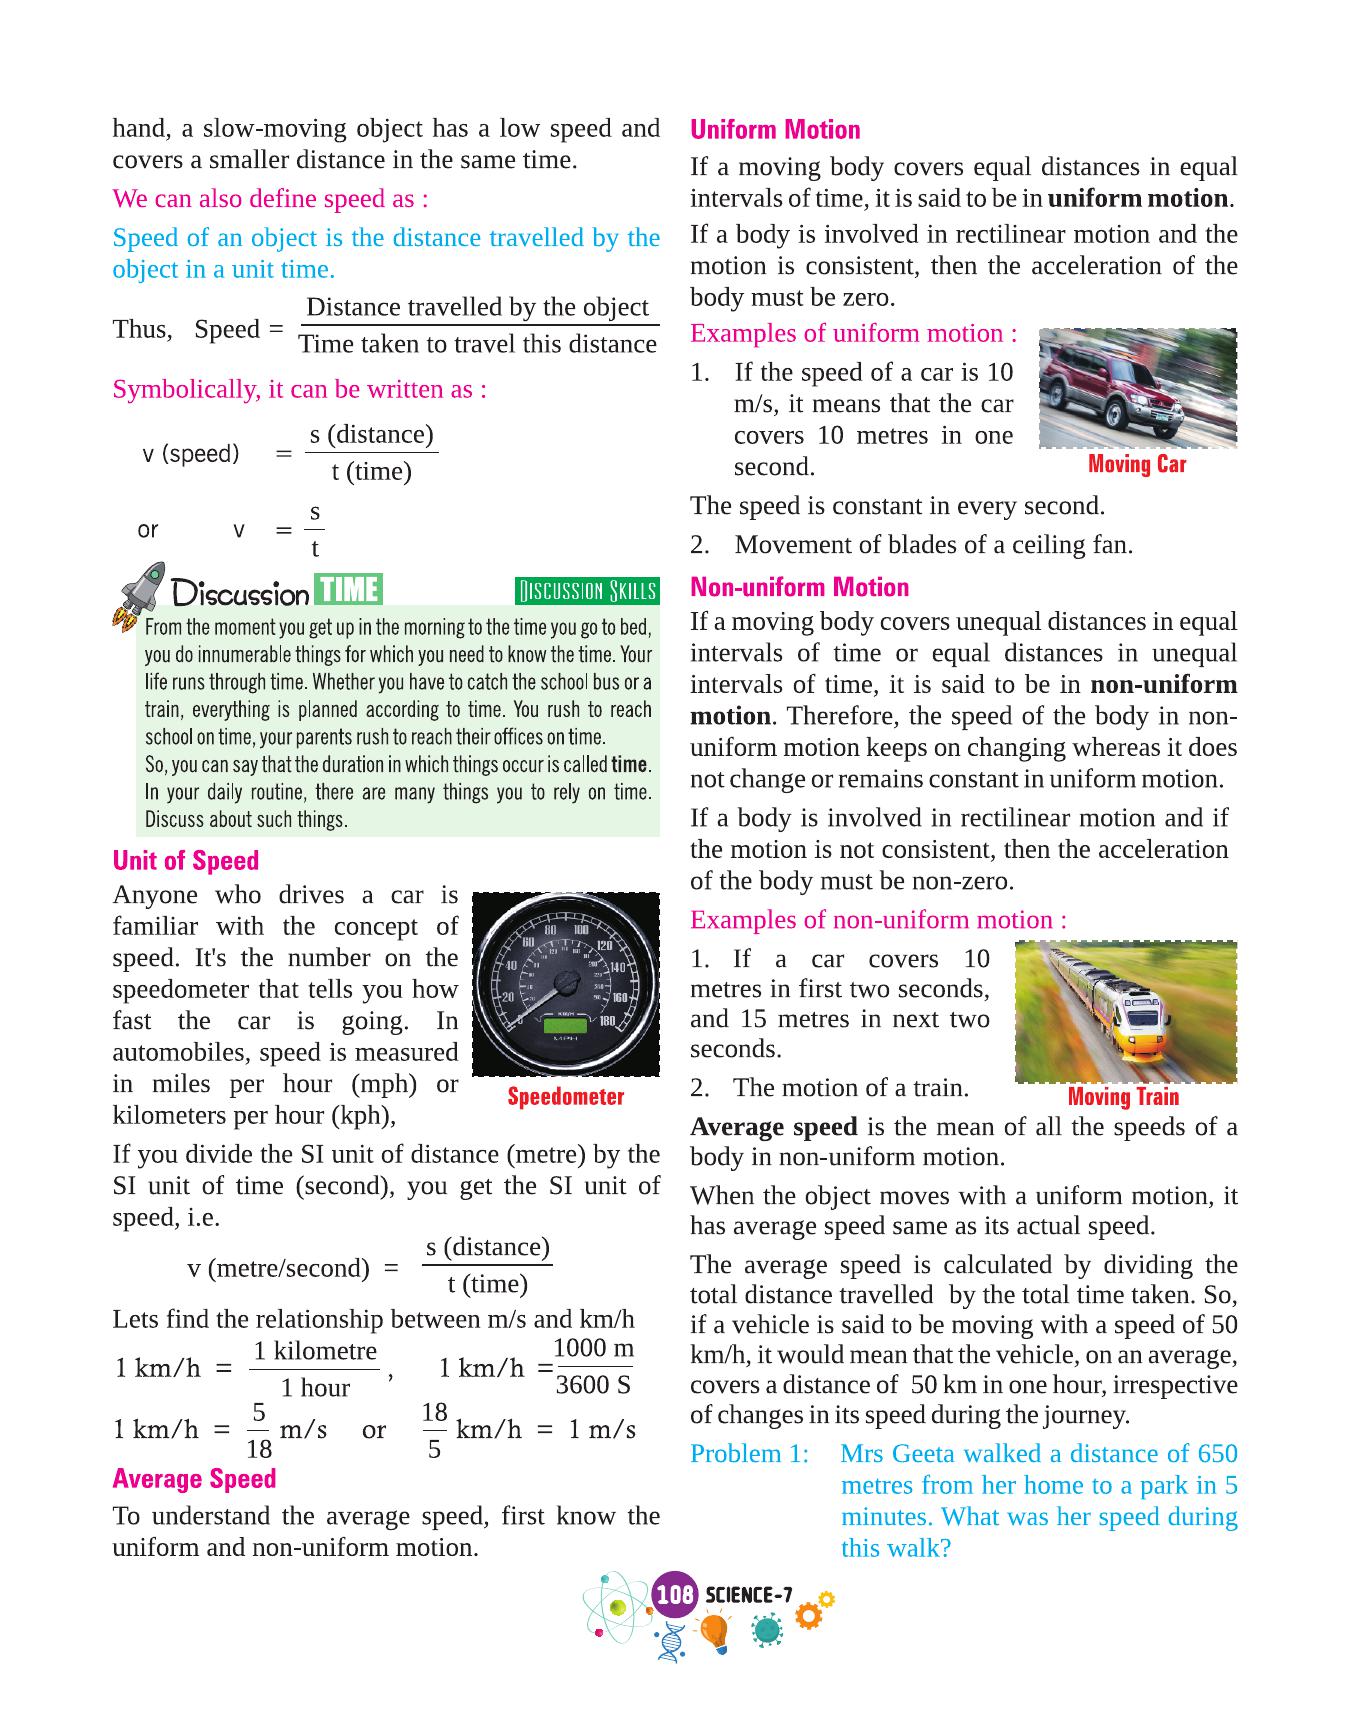 hand, a slow-moving object has a low speed and
covers a smaller distance in the same time.
We can also define speed as :
Speed of an object is the distance travelled by the
object in a unit time.
Thus, Speed = Distance travelled by the object
Time taken to travel this distance
Symbolically, it can be written as :
v (speed) = s (distance)
t (time)
or v = s
t
Discussion TIME DISCUSSION SKILLS
From the moment you get up in the morning to the time you go to bed,
you do innumerable things for which you need to know the time. Your
life runs through time. Whether you have to catch the school bus or a
train, everything is planned according to time. You rush to reach
school on time, your parents rush to reach their offices on time.
So, you can say that the duration in which things occur is called time.
In your daily routine, there are many things you to rely on time.
Discuss about such things.
Unit of Speed
Anyone who drives a car is
familiar with the concept of
speed. It's the number on the
speedometer that tells you how
fast the car is going. In
automobiles, speed is measured
in miles per hour (mph) or
kilometers per hour (kph),
20
40
60
80
100
120
140
160
180
MPH
Speedometer
If you divide the SI unit of distance (metre) by the
SI unit of time (second), you get the SI unit of
speed, i.e.
v (metre/second) = s (distance)
t (time)
Lets find the relationship between m/s and km/h
1 km/h = 1 kilometre
1 hour
, 1 km/h = 1000 m
3600 S
1 km/h = 5
18
m/s or 18
5
km/h = 1 m/s
Average Speed
To understand the average speed, first know the
uniform and non-uniform motion.
Uniform Motion
If a moving body covers equal distances in equal
intervals of time, it is said to be in uniform motion.
If a body is involved in rectilinear motion and the
motion is consistent, then the acceleration of the
body must be zero.
Examples of uniform motion :
1. If the speed of a car is 10
m/s, it means that the car
covers 10 metres in one
second.
Moving Car
The speed is constant in every second.
2. Movement of blades of a ceiling fan.
Non-uniform Motion
If a moving body covers unequal distances in equal
intervals of time or equal distances in unequal
intervals of time, it is said to be in non-uniform
motion. Therefore, the speed of the body in non-
uniform motion keeps on changing whereas it does
not change or remains constant in uniform motion.
If a body is involved in rectilinear motion and if
the motion is not consistent, then the acceleration
of the body must be non-zero.
Examples of non-uniform motion :
1. If a car covers 10
metres in first two seconds,
and 15 metres in next two
seconds.
2. The motion of a train.
Moving Train
Average speed is the mean of all the speeds of a
body in non-uniform motion.
When the object moves with a uniform motion, it
has average speed same as its actual speed.
The average speed is calculated by dividing the
total distance travelled by the total time taken. So,
if a vehicle is said to be moving with a speed of 50
km/h, it would mean that the vehicle, on an average,
covers a distance of 50 km in one hour, irrespective
of changes in its speed during the journey.
Problem 1: Mrs Geeta walked a distance of 650
metres from her home to a park in 5
minutes. What was her speed during
this walk?
108 SCIENCE-7